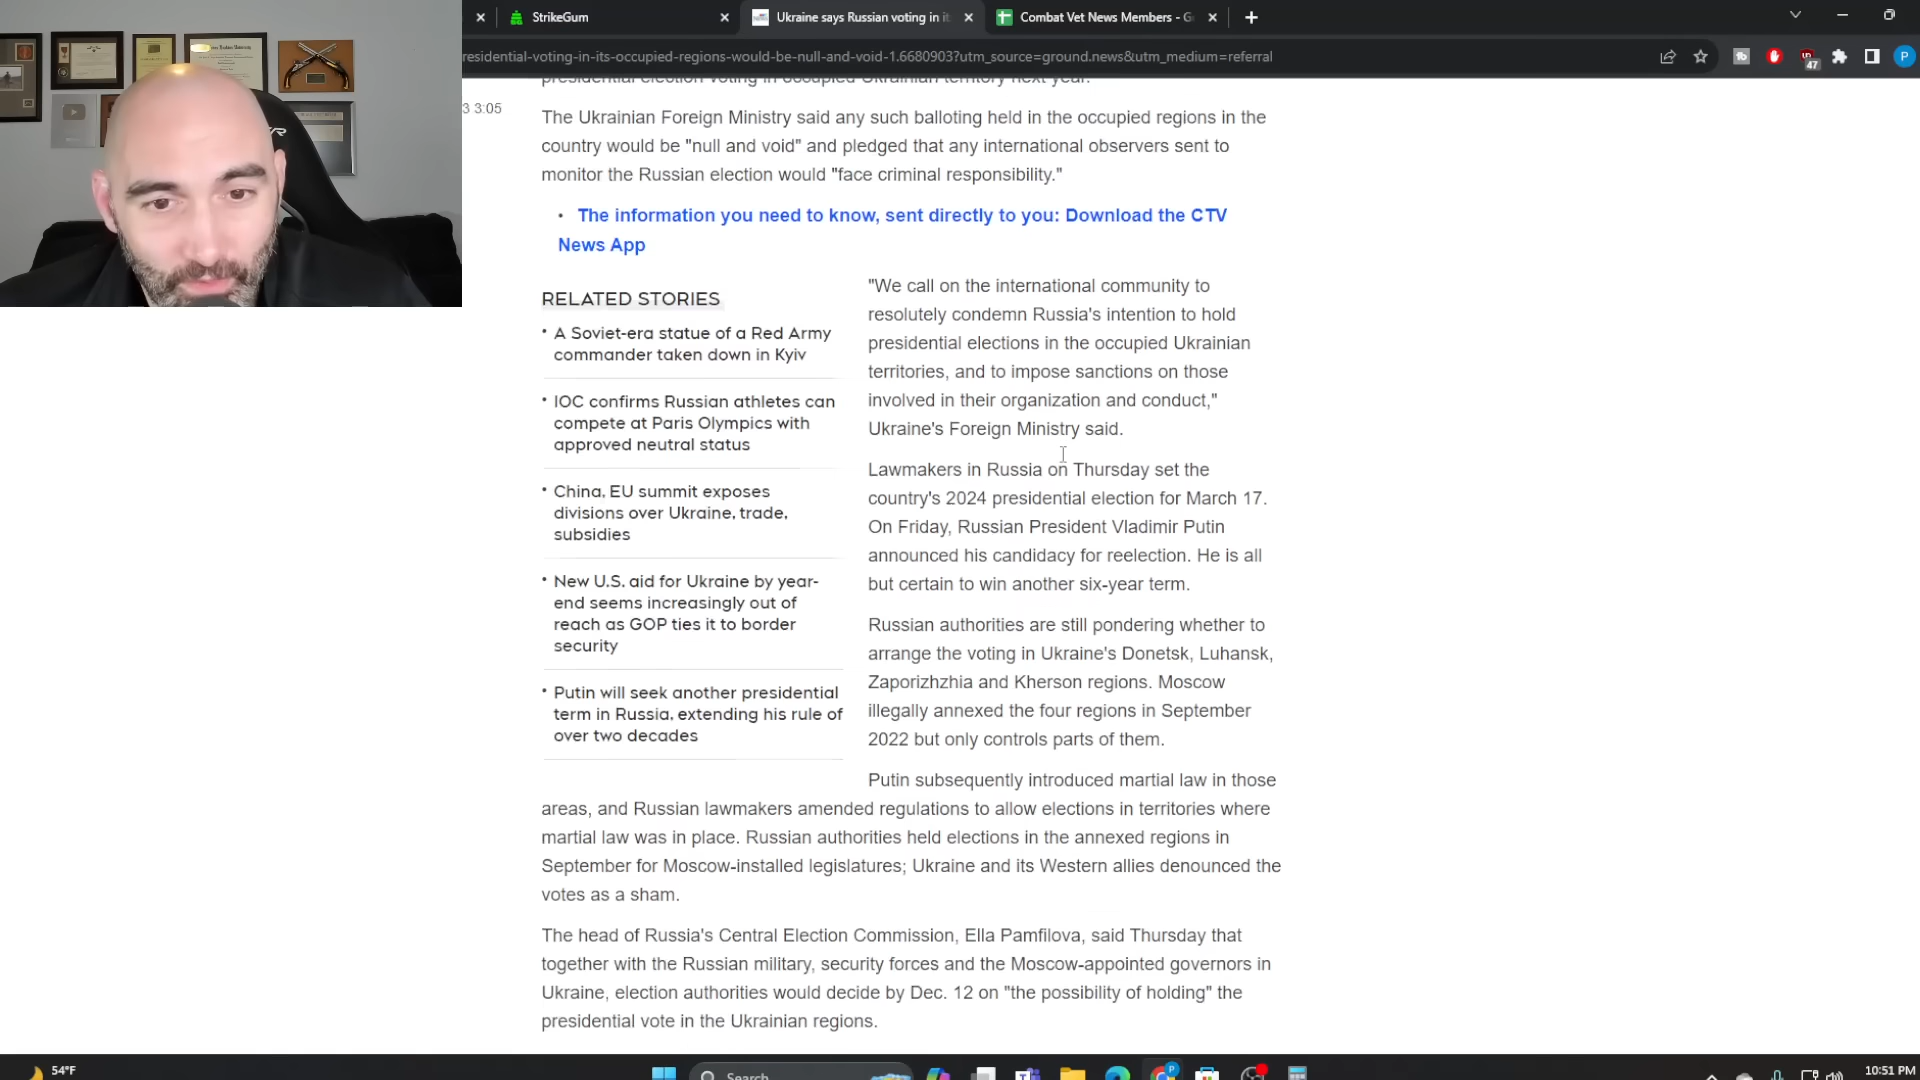 StrikeGum
Ukraine says Russian voting in it
Combat Vet News Members - G
residential-voting-in-its-occupied-regions-would-be-null-and-void-1.6680903?utm_source=ground.news&utm_medium=referral
47
P
presidential election voting in occupied Ukrainian territory next year.
3 3:05
The Ukrainian Foreign Ministry said any such balloting held in the occupied regions in the
country would be "null and void" and pledged that any international observers sent to
monitor the Russian election would "face criminal responsibility."
• The information you need to know, sent directly to you: Download the CTV
News App
RELATED STORIES
• A Soviet-era statue of a Red Army
commander taken down in Kyiv
• IOC confirms Russian athletes can
compete at Paris Olympics with
approved neutral status
• China, EU summit exposes
divisions over Ukraine, trade,
subsidies
• New U.S. aid for Ukraine by year-
end seems increasingly out of
reach as GOP ties it to border
security
• Putin will seek another presidential
term in Russia, extending his rule of
over two decades
"We call on the international community to
resolutely condemn Russia's intention to hold
presidential elections in the occupied Ukrainian
territories, and to impose sanctions on those
involved in their organization and conduct,"
Ukraine's Foreign Ministry said.
Lawmakers in Russia on Thursday set the
country's 2024 presidential election for March 17.
On Friday, Russian President Vladimir Putin
announced his candidacy for reelection. He is all
but certain to win another six-year term.
Russian authorities are still pondering whether to
arrange the voting in Ukraine's Donetsk, Luhansk,
Zaporizhzhia and Kherson regions. Moscow
illegally annexed the four regions in September
2022 but only controls parts of them.
Putin subsequently introduced martial law in those
areas, and Russian lawmakers amended regulations to allow elections in territories where
martial law was in place. Russian authorities held elections in the annexed regions in
September for Moscow-installed legislatures; Ukraine and its Western allies denounced the
votes as a sham.
The head of Russia's Central Election Commission, Ella Pamfilova, said Thursday that
together with the Russian military, security forces and the Moscow-appointed governors in
Ukraine, election authorities would decide by Dec. 12 on "the possibility of holding" the
presidential vote in the Ukrainian regions.
54°F
Search
10:51 PM